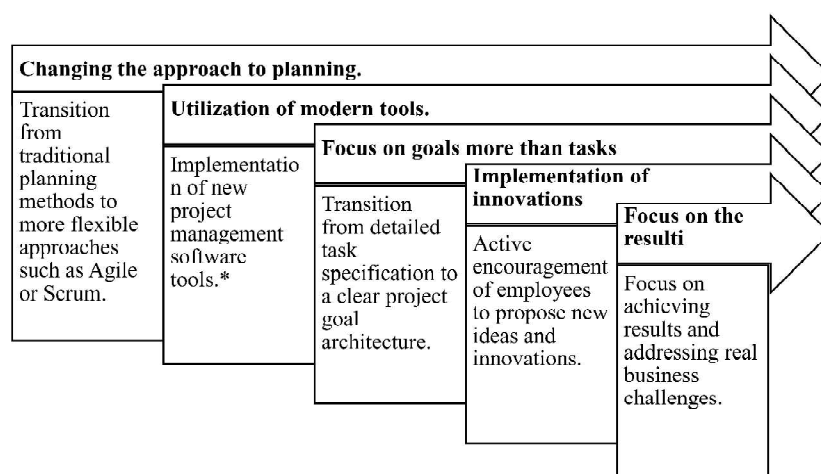 Changing the approach to planning.
Transition
from
traditional
planning
methods to
more flexible
approaches
such as Agile
or Scrum.
Utilization of modern tools.
Implementatio
n of new
project
management
software
tools.*
Focus on goals more than tasks
Transition
from detailed
task
specification to
a clear project
goal
architecture.
Implementation of
innovations
Active
encouragement
of employees
to propose new
ideas and
innovations.
Focus on the
resulti
Focus on
achieving
results and
addressing real
business
challenges.